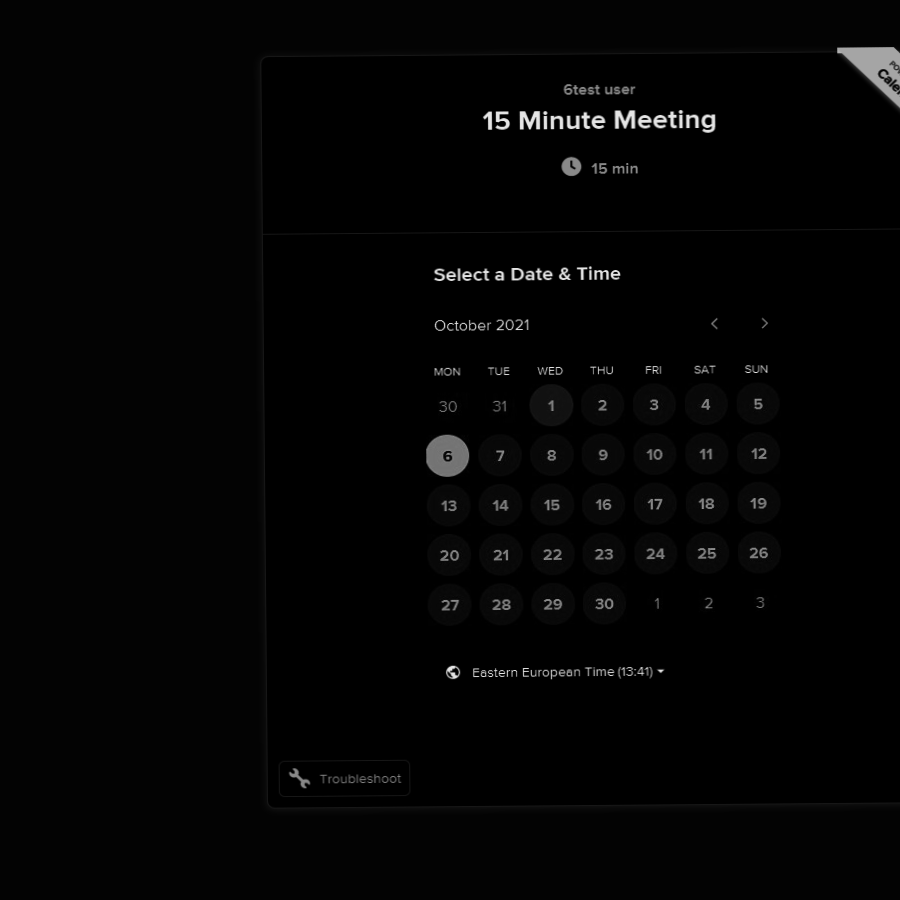 6test user
15 Minute Meeting
15 min
Select a Date & Time
October 2021
MON TUE WED THU FRI SAT SUN
30 31 1 2 3 4 5
6 7 8 9 10 11 12
13 14 15 16 17 18 19
20 21 22 23 24 25 26
27 28 29 30 1 2 3
Eastern European Time (13:41)
Troubleshoot